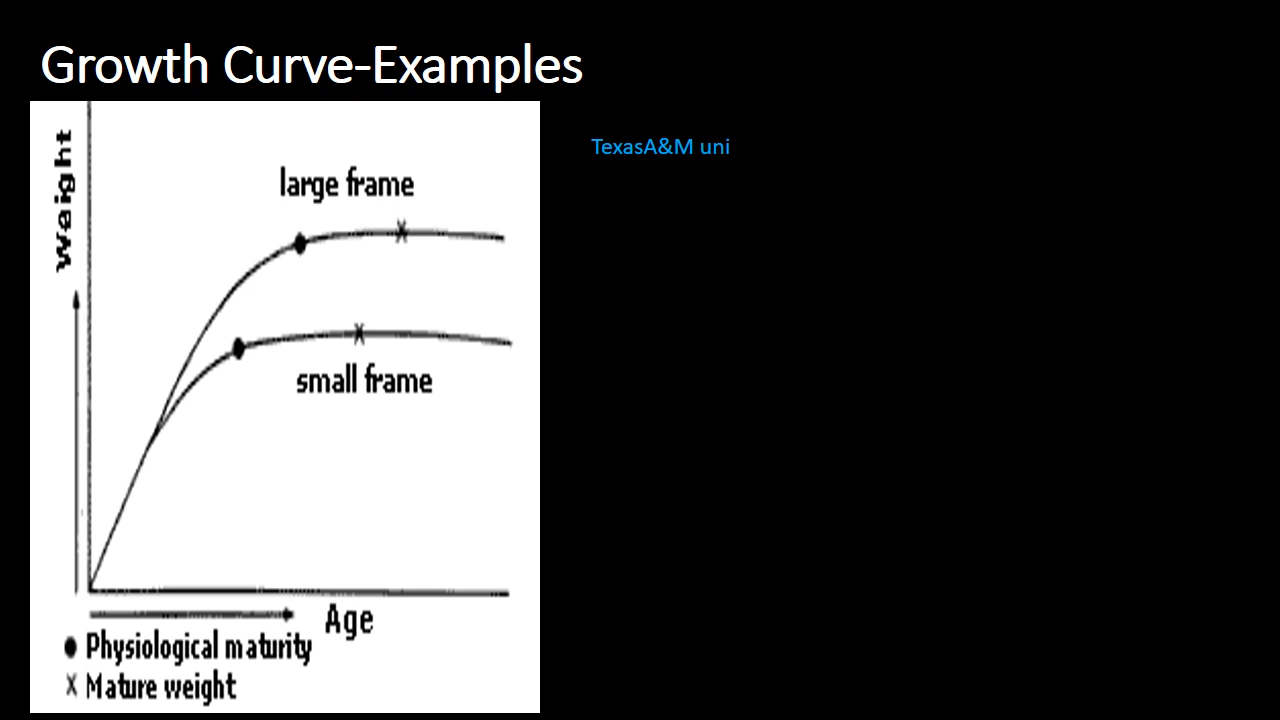 Growth Curve-Examples
TexasA&M uni
Weight
large frame
small frame
Age
Physiological maturity
x Mature weight